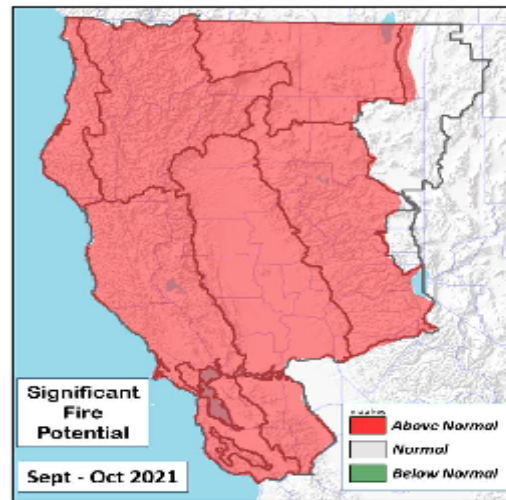 Significant
Fire
Potential
Sept - Oct 2021
Above Normal
Normal
Below Normal